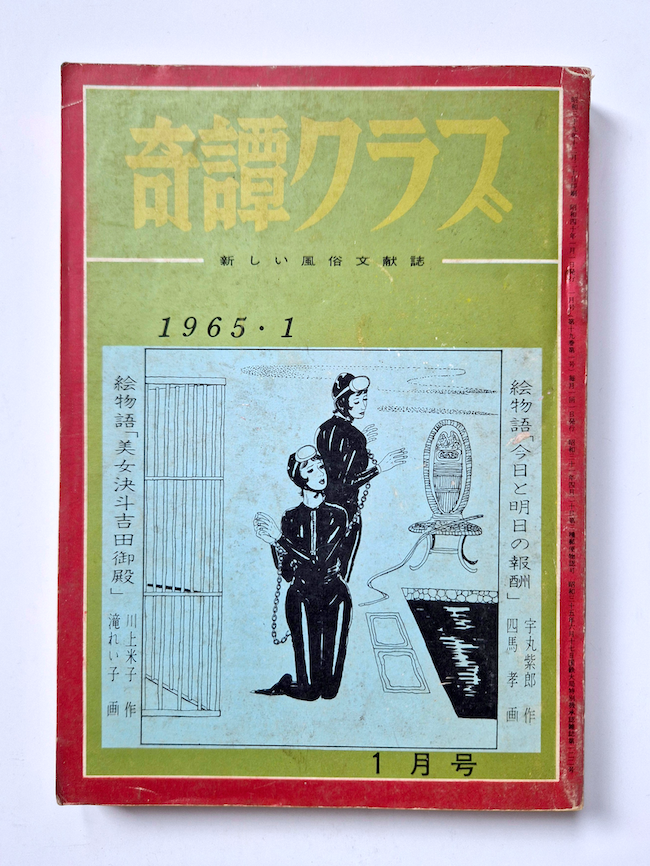 奇譚クラブ
新しい風俗文献誌
1965・1
絵物語「今日と明日の報酬」
宇丸紫郎 作
四馬 孝 画
絵物語「美女決斗吉田御殿」
川上米子 作
滝れい子 画
1月号